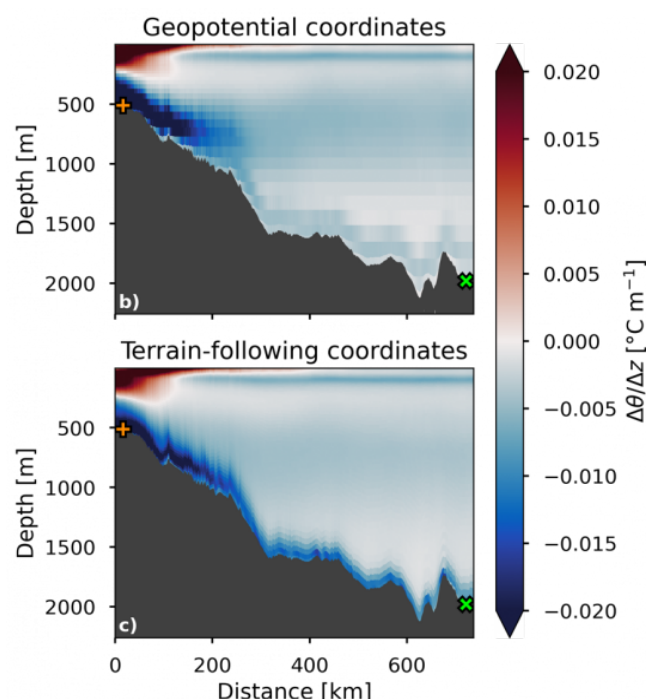 Geopotential coordinates
500
1000
1500
2000
Depth [m]
b)
Terrain-following coordinates
500
1000
1500
2000
Depth [m]
c)
0
200
400
600
Distance [km]
0.020
0.015
0.010
0.005
0.000
−0.005
−0.010
−0.015
−0.020
Δθ/Δz [°C m⁻¹]